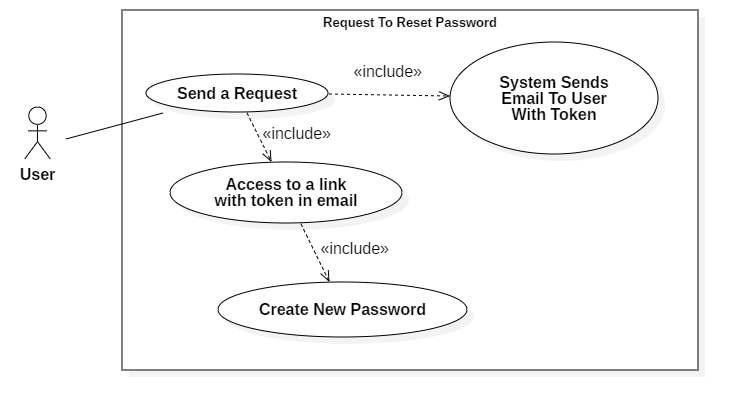 Request To Reset Password
«include»
Send a Request
System Sends
Email To User
With Token
«include»
User
Access to a link
with token in email
«include»
Create New Password